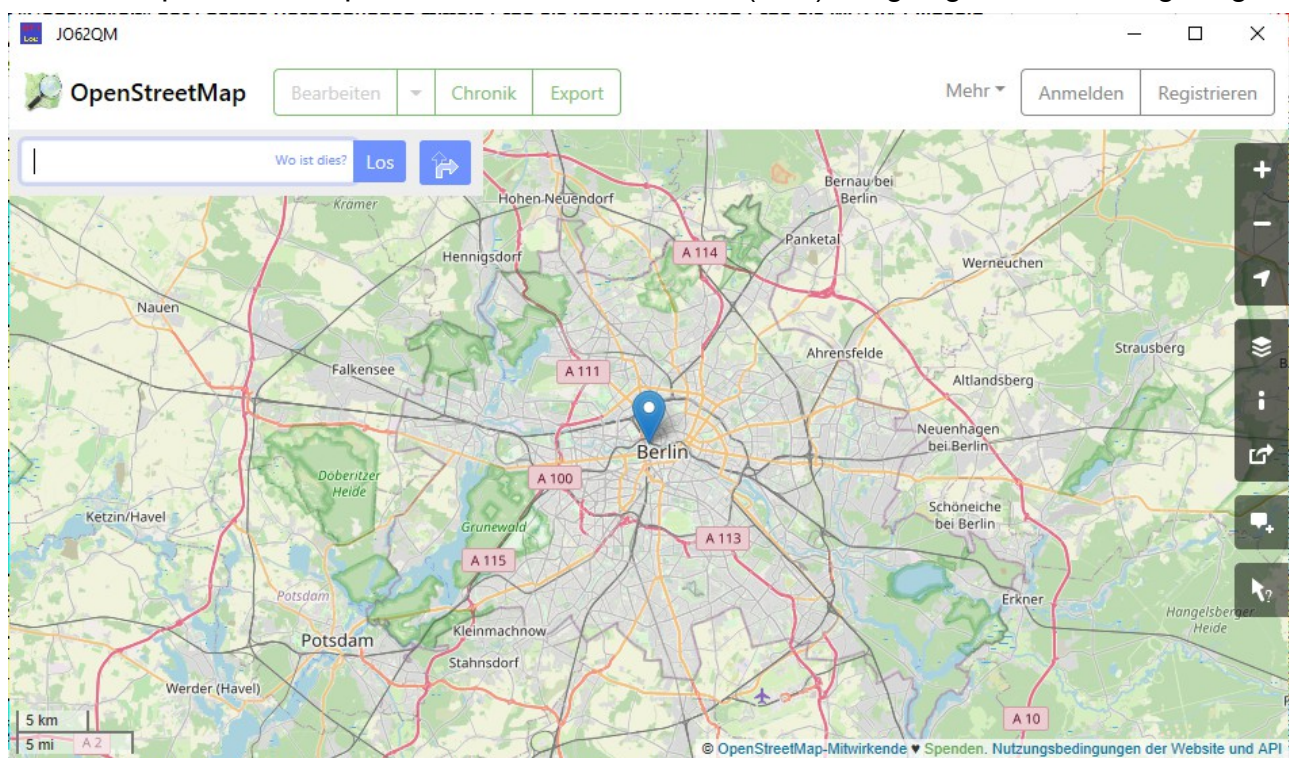 JO62QM
OpenStreetMap Bearbeiten Chronik Export Mehr Anmelden Registrieren
Wo ist dies? Los
Bernau bei
Berlin
Kramer
Hohen-Neuendorf
A 114
Panketal
Hennigsdorf
Werneuchen
Nauen
Strausberg
Ahrensfelde
Falkensee
A 111
Altlandsberg
Neuenhagen
bei Berlin
Berlin
Döberitzer
Heide
A 100
Schöneiche
bei Berlin
Ketzin/Havel
Grunewald
A 113
A 115
Potsdam
Erkner
Hangelsberger
Heide
Kleinmachnow
Potsdam
Stahnsdorf
Werder (Havel)
5 km
A 10
5 mi
A 2
© OpenStreetMap-Mitwirkende ♥ Spenden. Nutzungsbedingungen der Website und API